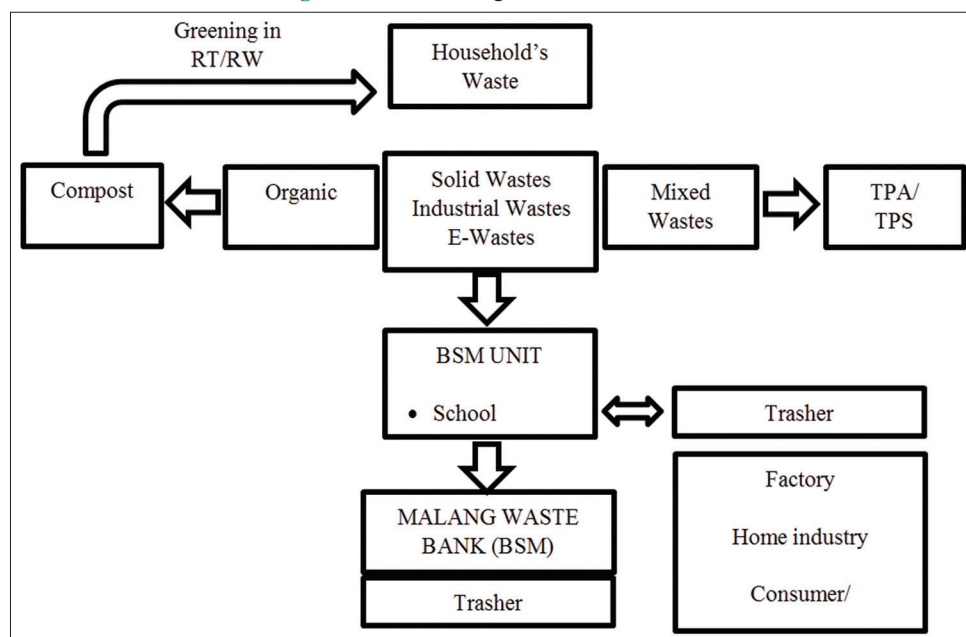 Greening in
RT/RW
Household's
Waste
Compost
Organic
Solid Wastes
Industrial Wastes
E-Wastes
Mixed
Wastes
TPA/
TPS
BSM UNIT
• School
Trasher
MALANG WASTE
BANK (BSM)
Trasher
Factory
Home industry
Consumer/